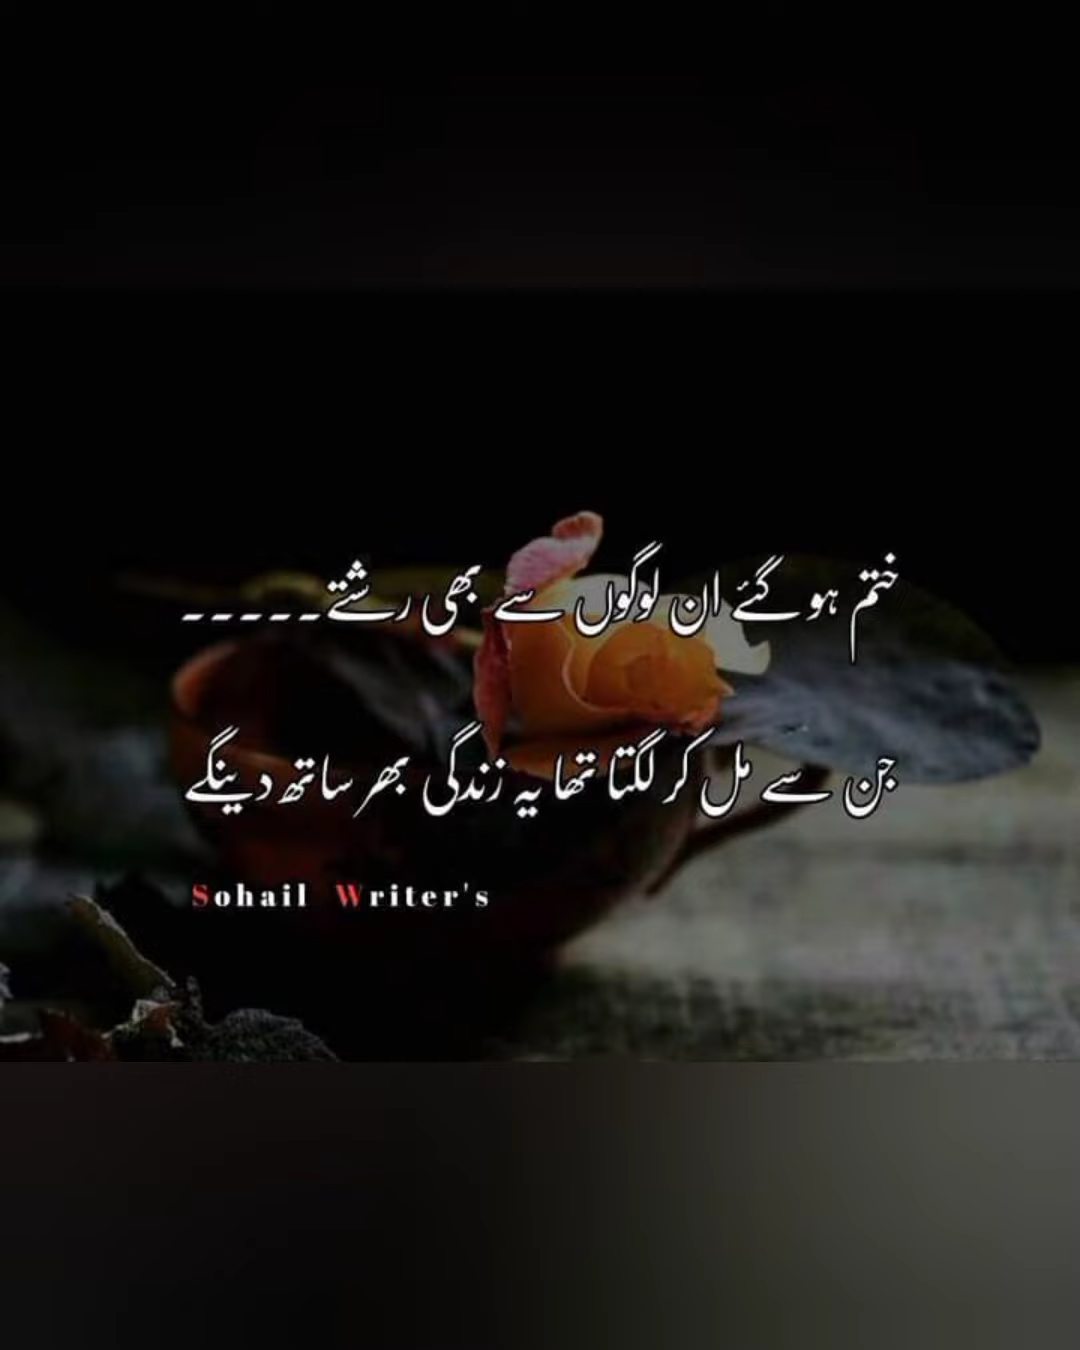 ختم ہو گئے ان لوگوں سے بھی رشتے۔۔۔۔۔
جن سے مل کر لگتا تھا یہ زندگی بھر ساتھ دینگے
Sohail Writer's